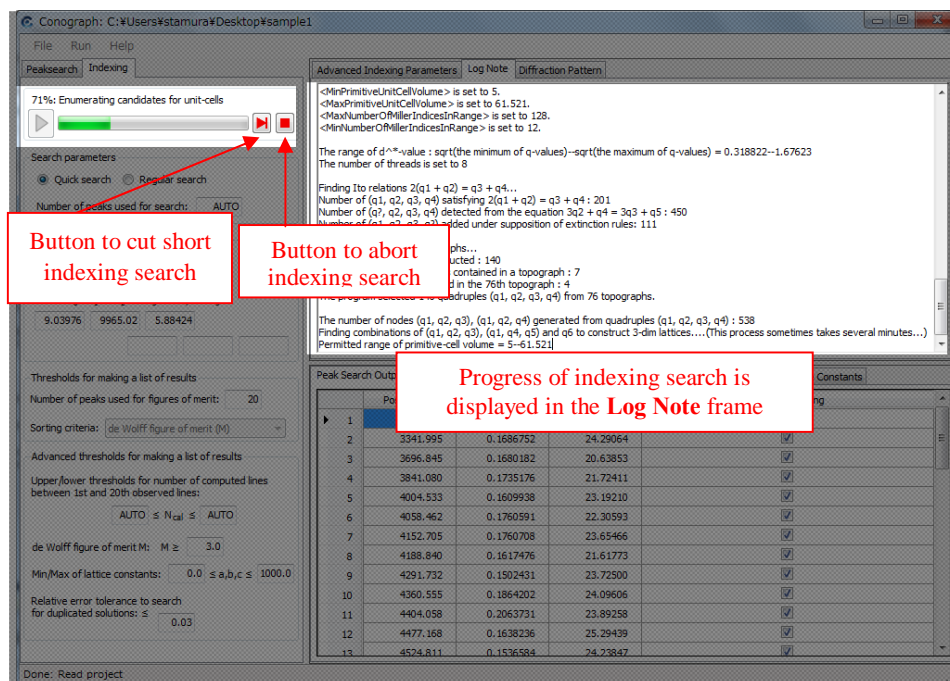 Conograph: C:¥Users¥stamura¥Desktop¥sample1
File Run Help
Peaksearch Indexing
71%: Enumerating candidates for unit-cells
Search parameters
Quick search Regular search
Number of peaks used for search: AUTO
Button to cut short
indexing search
Button to abort
indexing search
9.03976 9965.02 5.88424
Thresholds for making a list of results
Number of peaks used for figures of merit: 20
Sorting criteria: de Wolff figure of merit (M)
Advanced thresholds for making a list of results
Upper/lower thresholds for number of computed lines
between 1st and 20th observed lines:
AUTO ≤ Ncal ≤ AUTO
de Wolff figure of merit M: M ≥ 3.0
Min/Max of lattice constants: 0.0 ≤ a,b,c ≤ 1000.0
Relative error tolerance to search
for duplicated solutions: ≤ 0.03
Advanced Indexing Parameters Log Note Diffraction Pattern
<MinPrimitiveUnitCellVolume> is set to 5.
<MaxPrimitiveUnitCellVolume> is set to 61.521.
<MaxNumberOfMillerIndicesInRange> is set to 128.
<MinNumberOfMillerIndicesInRange> is set to 12.
The range of d^*-value : sqrt(the minimum of q-values)--sqrt(the maximum of q-values) = 0.318822--1.67623
The number of threads is set to 8
Finding Ito relations 2(q1 + q2) = q3 + q4...
Number of (q1, q2, q3, q4) satisfying 2(q1 + q2) = q3 + q4 : 201
Number of (q?, q2, q3, q4) detected from the equation 3q2 + q4 = 3q3 + q5 : 450
Number of (q1, q2, q3, q?) added under supposition of extinction rules: 111
phs...
ucted : 140
contained in a topograph : 7
d in the 76th topograph : 4
The program selected 140 quadruples (q1, q2, q3, q4) from 76 topographs.
The number of nodes (q1, q2, q3), (q1, q2, q4) generated from quadruples (q1, q2, q3, q4) : 538
Finding combinations of (q1, q2, q3), (q1, q4, q5) and q6 to construct 3-dim lattices....(This process sometimes takes several minutes...)
Permitted range of primitive-cell volume = 5--61.521
Progress of indexing search is
displayed in the Log Note frame
Peak Search Outp Constants
Po ng
1
2 3341.995 0.1686752 24.29064
3 3696.845 0.1680182 20.63853
4 3841.080 0.1735176 21.72411
5 4004.533 0.1609938 23.19210
6 4058.462 0.1760591 22.30593
7 4152.705 0.1760708 23.65466
8 4188.840 0.1617476 21.61773
9 4291.732 0.1502431 23.72500
10 4360.555 0.1864202 24.09606
11 4404.058 0.2063731 23.89258
12 4477.168 0.1638236 25.29439
13 4524.811 0.1536584 24.23847
Done: Read project